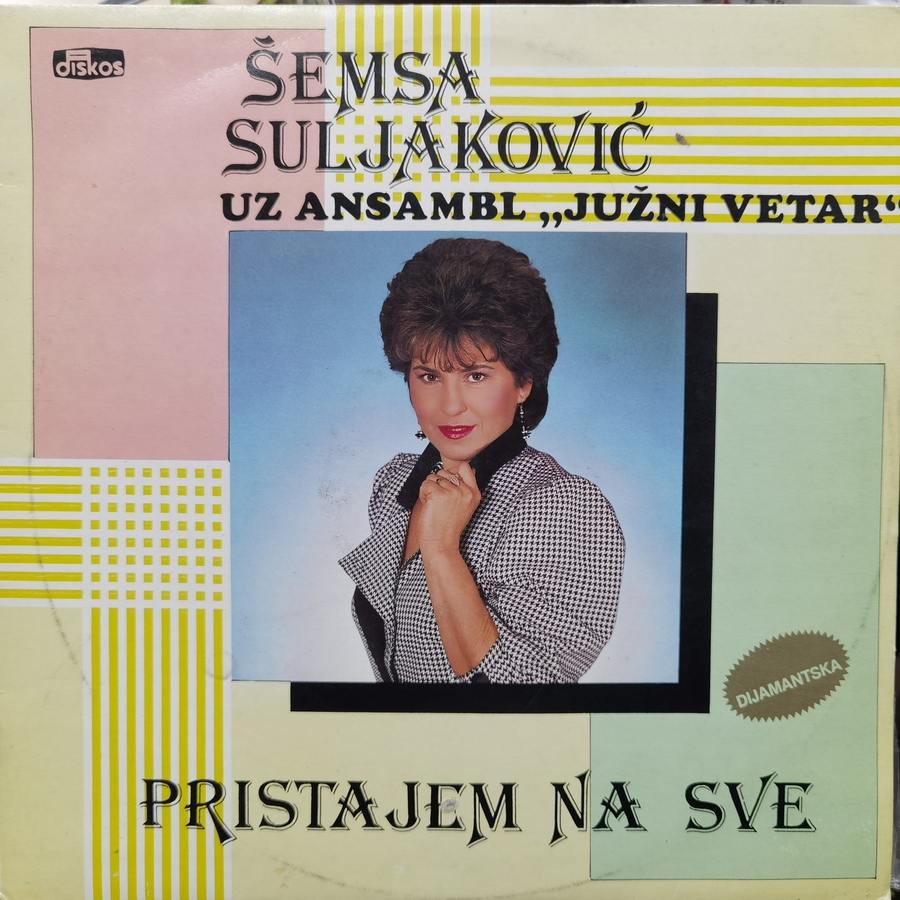 diskos
ŠEMSA
SULJAKOVIĆ
UZ ANSAMBL „JUŽNI VETAR“
DIJAMANTSKA
PRISTAJEM NA SVE